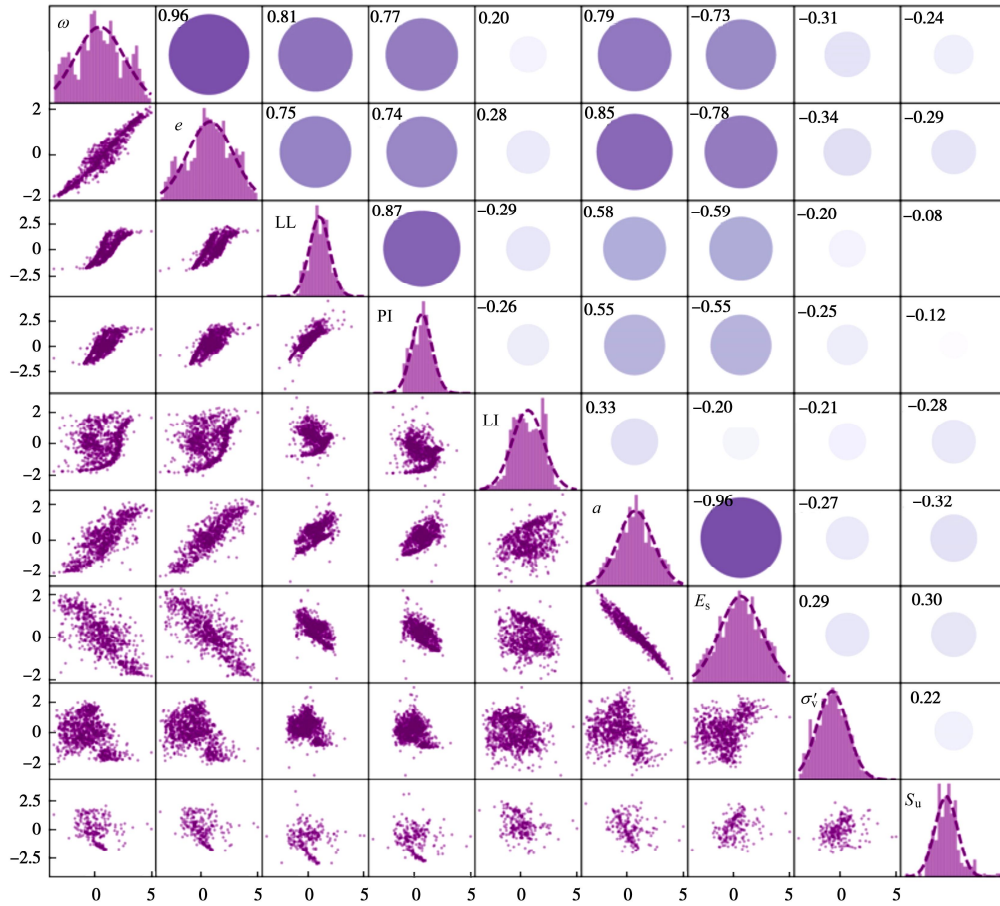 ω 0.96 0.81 0.77 0.20 0.79 −0.73 −0.31 −0.24
2 e 0.75 0.74 0.28 0.85 −0.78 −0.34 −0.29
0
−2
2.5 LL 0.87 −0.29 0.58 −0.59 −0.20 −0.08
0
−2.5
2.5 PI −0.26 0.55 −0.55 −0.25 −0.12
0
−2.5
2 LI 0.33 −0.20 −0.21 −0.28
0
−2
2 a −0.96 −0.27 −0.32
0
−2
2 Es 0.29 0.30
0
−2
2 σ′v 0.22
0
−2
2.5 Su
0
−2.5
0 5 0 5 0 5 0 5 0 5 0 5 0 5 0 5 0 5